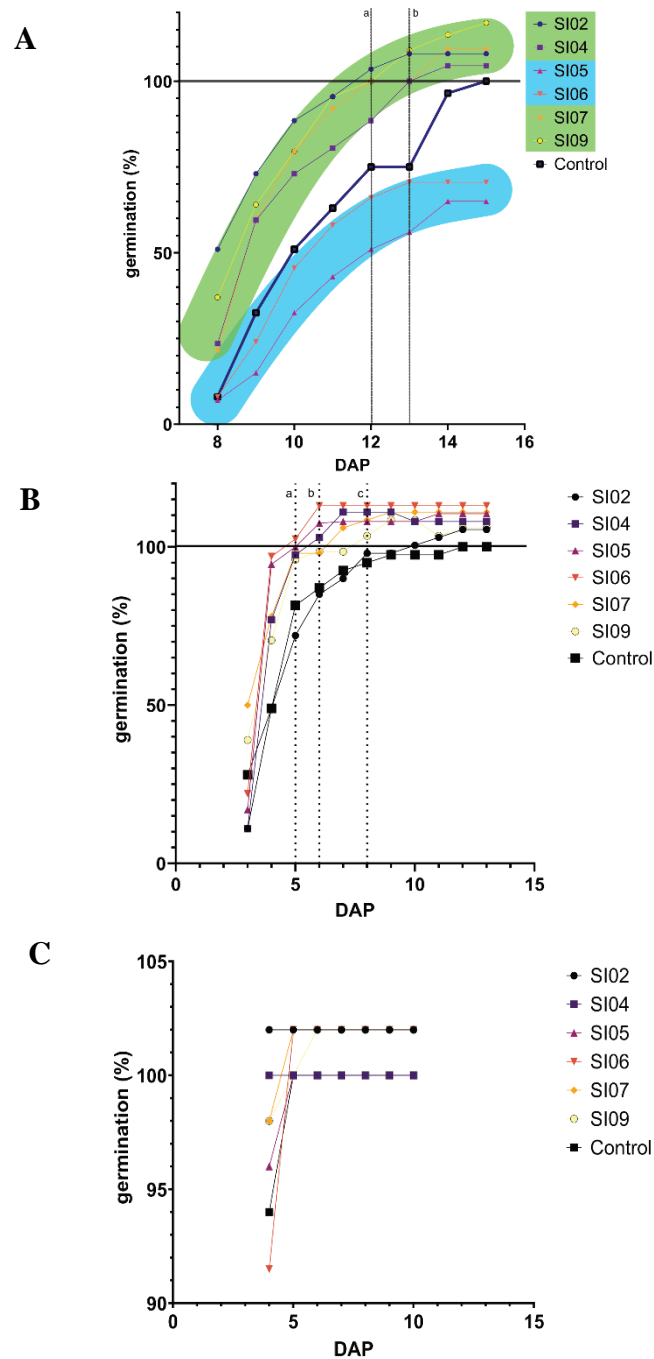 A
a
b
SI02
SI04
SI05
SI06
SI07
SI09
Control
100
50
0
germination (%)
8
10
12
14
16
DAP
B
a
b
c
SI02
SI04
SI05
SI06
SI07
SI09
Control
100
50
0
germination (%)
0
5
10
15
DAP
C
105
100
95
90
germination (%)
SI02
SI04
SI05
SI06
SI07
SI09
Control
0
5
10
15
DAP